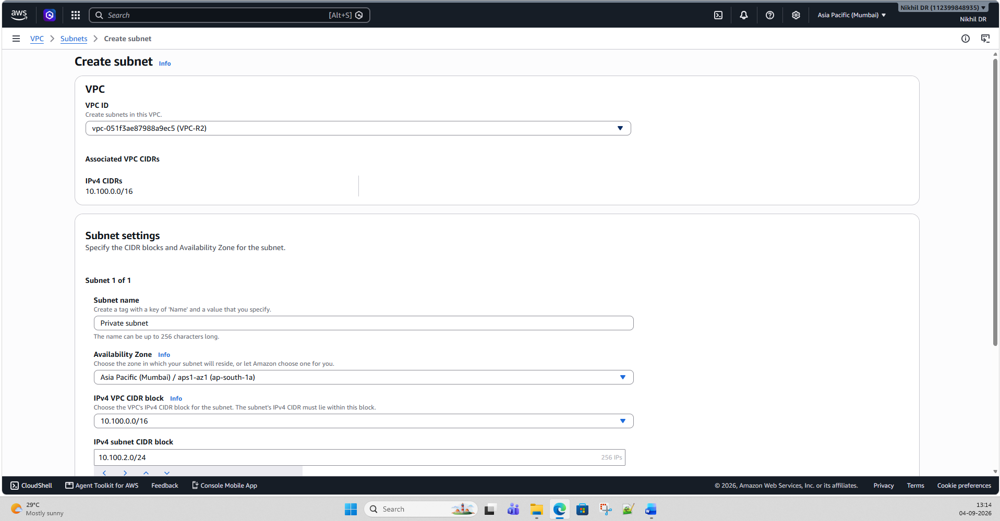 aws
Search [Alt+S]
Asia Pacific (Mumbai)
Nikhil DR (112399848935)
Nikhil DR
VPC
Subnets
Create subnet
Create subnet Info
VPC
VPC ID
Create subnets in this VPC.
vpc-051f3ae87988a9ec5 (VPC-R2)
Associated VPC CIDRs
IPv4 CIDRs
10.100.0.0/16
Subnet settings
Specify the CIDR blocks and Availability Zone for the subnet.
Subnet 1 of 1
Subnet name
Create a tag with a key of 'Name' and a value that you specify.
Private subnet
The name can be up to 256 characters long.
Availability Zone Info
Choose the zone in which your subnet will reside, or let Amazon choose one for you.
Asia Pacific (Mumbai) / aps1-az1 (ap-south-1a)
IPv4 VPC CIDR block Info
Choose the VPC's IPv4 CIDR block for the subnet. The subnet's IPv4 CIDR must lie within this block.
10.100.0.0/16
IPv4 subnet CIDR block
10.100.2.0/24 256 IPs
CloudShell Agent Toolkit for AWS Feedback Console Mobile App © 2026, Amazon Web Services, Inc. or its affiliates. Privacy Terms Cookie preferences
29°C
Mostly sunny
Search
13:14
04-09-2026